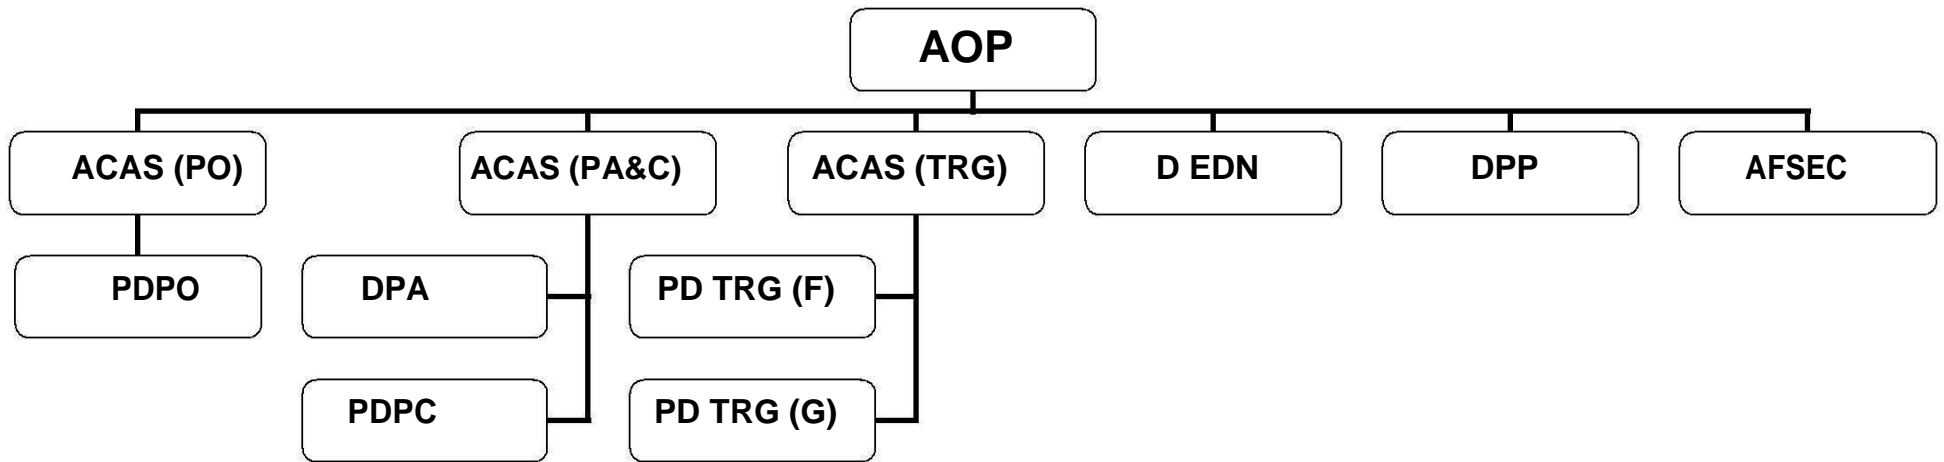 AOP
ACAS (PO)
ACAS (PA&C)
ACAS (TRG)
D EDN
DPP
AFSEC
PDPO
DPA
PD TRG (F)
PDPC
PD TRG (G)